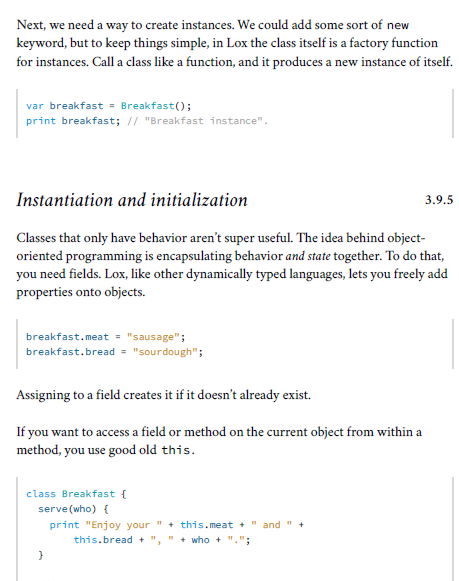 Next, we need a way to create instances. We could add some sort of new
keyword, but to keep things simple, in Lox the class itself is a factory function
for instances. Call a class like a function, and it produces a new instance of itself.
var breakfast = Breakfast();
print breakfast; // "Breakfast instance".
Instantiation and initialization 3.9.5
Classes that only have behavior aren’t super useful. The idea behind object-
oriented programming is encapsulating behavior and state together. To do that,
you need fields. Lox, like other dynamically typed languages, lets you freely add
properties onto objects.
breakfast.meat = "sausage";
breakfast.bread = "sourdough";
Assigning to a field creates it if it doesn’t already exist.
If you want to access a field or method on the current object from within a
method, you use good old this.
class Breakfast {
  serve(who) {
    print "Enjoy your " + this.meat + " and " +
        this.bread + ", " + who + ".";
  }